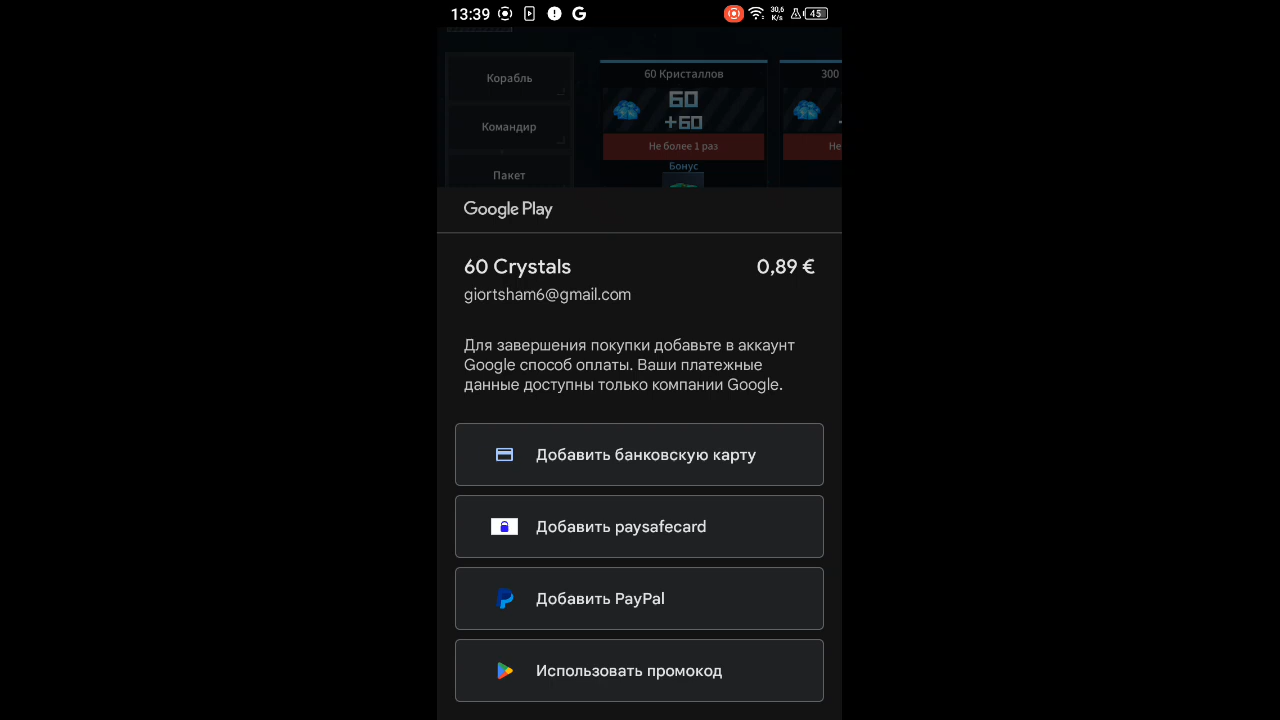 13:39
30,6
K/s
45
Корабль
60 Кристаллов
300
60
+60
Командир
Не более 1 раз
Не
Бонус
Пакет
Google Play
60 Crystals
0,89 €
giortsham6@gmail.com
Для завершения покупки добавьте в аккаунт
Google способ оплаты. Ваши платежные
данные доступны только компании Google.
Добавить банковскую карту
Добавить paysafecard
Добавить PayPal
Использовать промокод